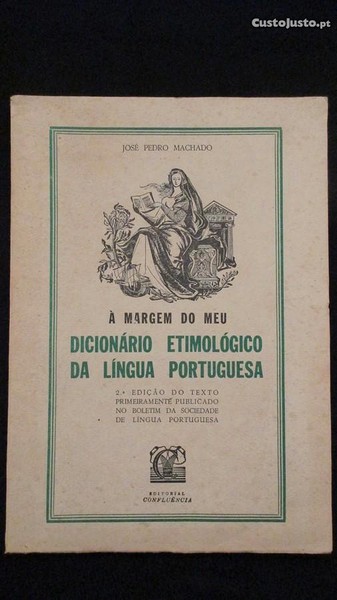 CustoJusto.pt
JOSÉ PEDRO MACHADO
À MARGEM DO MEU
DICIONÁRIO ETIMOLÓGICO
DA LÍNGUA PORTUGUESA
2.ª EDIÇÃO DO TEXTO
PRIMEIRAMENTE PUBLICADO
NO BOLETIM DA SOCIEDADE
DE LÍNGUA PORTUGUESA
EDITORIAL
CONFLUÊNCIA